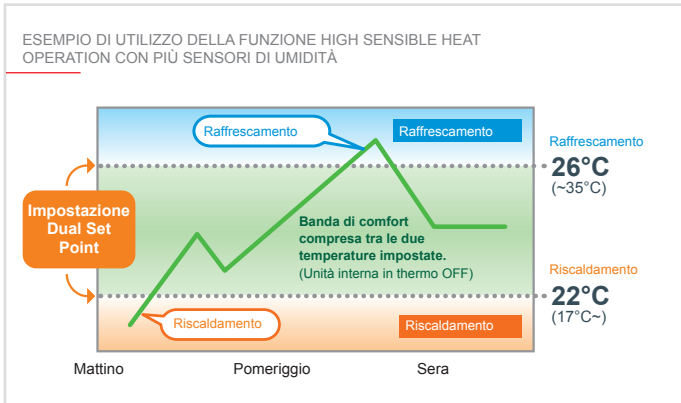 ESEMPIO DI UTILIZZO DELLA FUNZIONE HIGH SENSIBLE HEAT
OPERATION CON PIÙ SENSORI DI UMIDITÀ
Raffrescamento
Raffrescamento
Raffrescamento
26°C
(~35°C)
Impostazione
Dual Set
Point
Banda di comfort
compresa tra le due
temperature impostate.
(Unità interna in thermo OFF)
Riscaldamento
22°C
(17°C~)
Riscaldamento
Riscaldamento
Mattino
Pomeriggio
Sera